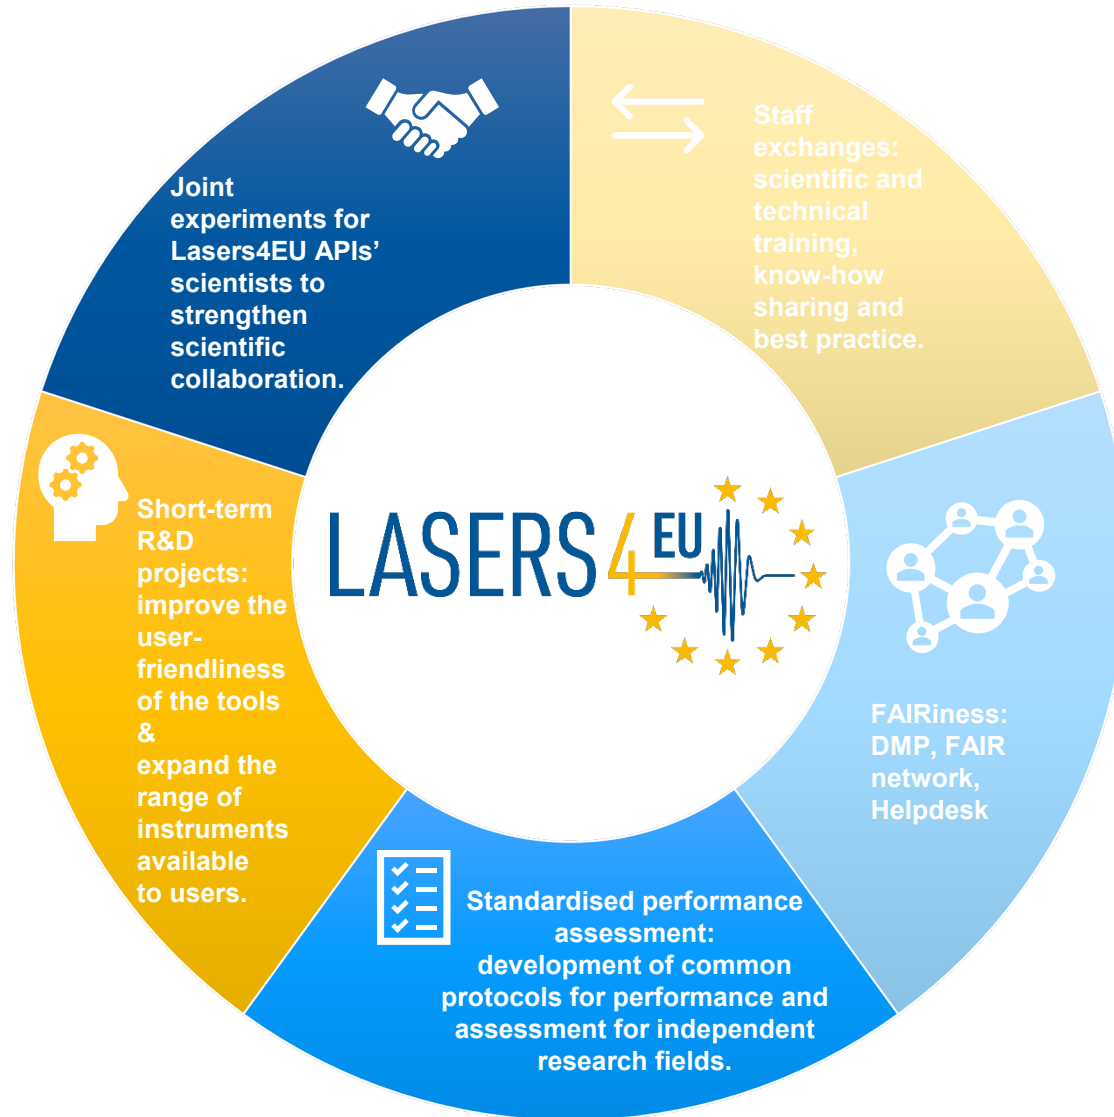 Joint
experiments for
Lasers4EU APIs’
scientists to
strengthen
scientific
collaboration.
Staff
exchanges:
scientific and
technical
training,
know-how
sharing and
best practice.
Short-term
R&D
projects:
improve the
user-
friendliness
of the tools
&
expand the
range of
instruments
available
to users.
LASERS4EU
FAIRiness:
DMP, FAIR
network,
Helpdesk
Standardised performance
assessment:
development of common
protocols for performance and
assessment for independent
research fields.